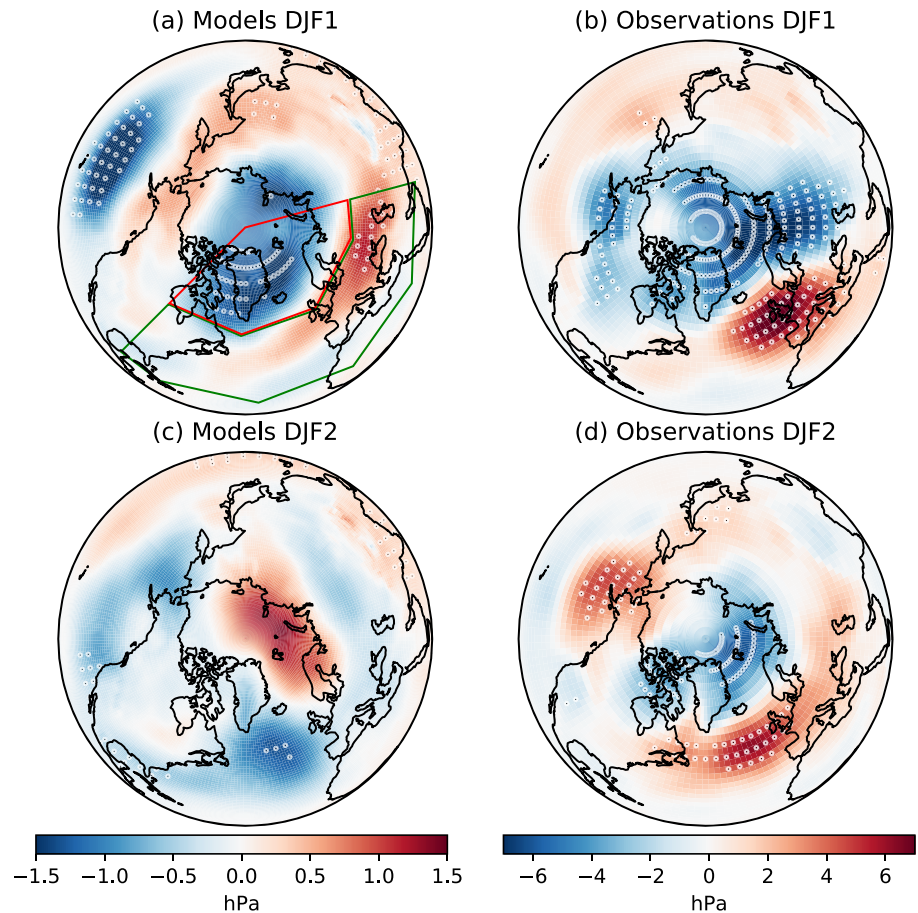 (a) Models DJF1
(b) Observations DJF1
(c) Models DJF2
(d) Observations DJF2
−1.5 −1.0 −0.5 0.0 0.5 1.0 1.5
hPa
−6 −4 −2 0 2 4 6
hPa